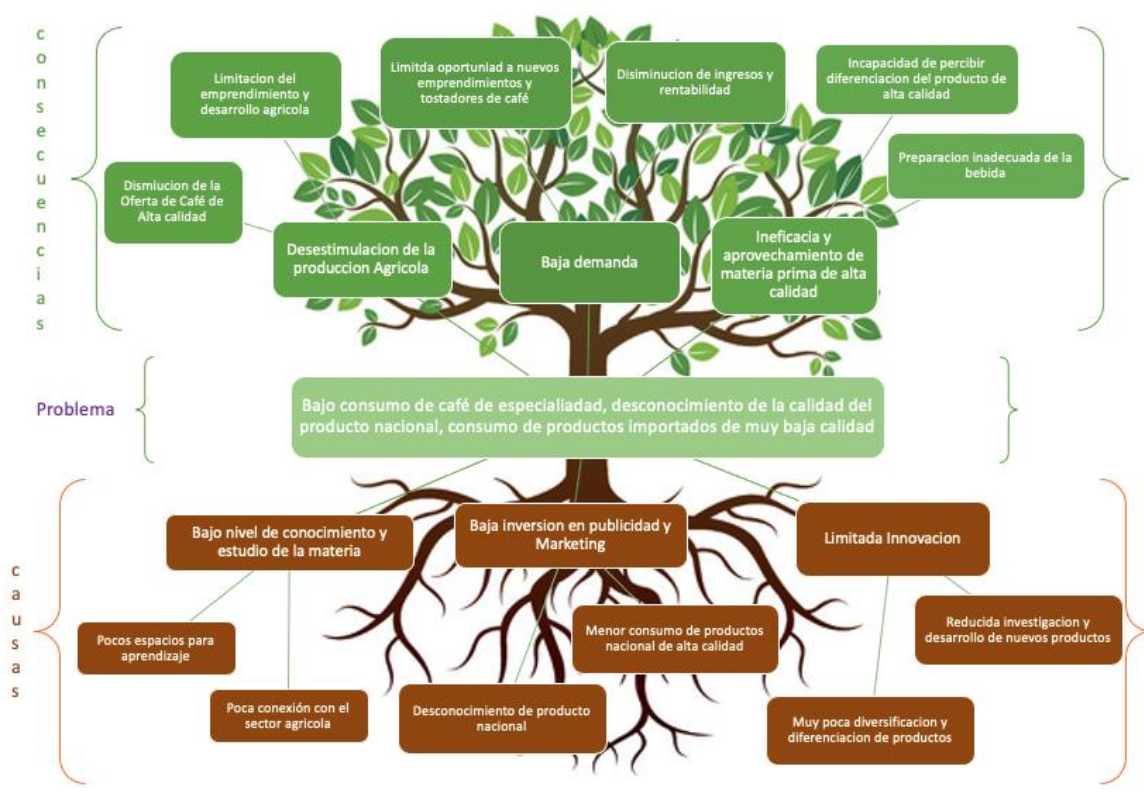 consecuencias
Limitacion del
emprendimiento y
desarrollo agricola
Limitda oportuniad a nuevos
emprendimientos y
tostadores de café
Disiminucion de ingresos y
rentabilidad
Incapacidad de percibir
diferenciacion del producto de
alta calidad
Dismiucion de la
Oferta de Café de
Alta calidad
Preparacion inadecuada de la
bebida
Desestimulacion de la
produccion Agricola
Baja demanda
Ineficacia y
aprovechamiento de
materia prima de alta
calidad
Problema
Bajo consumo de café de especialiadad, desconocimiento de la calidad del
producto nacional, consumo de productos importados de muy baja calidad
causas
Bajo nivel de conocimiento y
estudio de la materia
Baja inversion en publicidad y
Marketing
Limitada Innovacion
Pocos espacios para
aprendizaje
Poca conexión con el
sector agricola
Desconocimiento de producto
nacional
Menor consumo de productos
nacional de alta calidad
Reducida investigacion y
desarrollo de nuevos productos
Muy poca diversificacion y
diferenciacion de productos